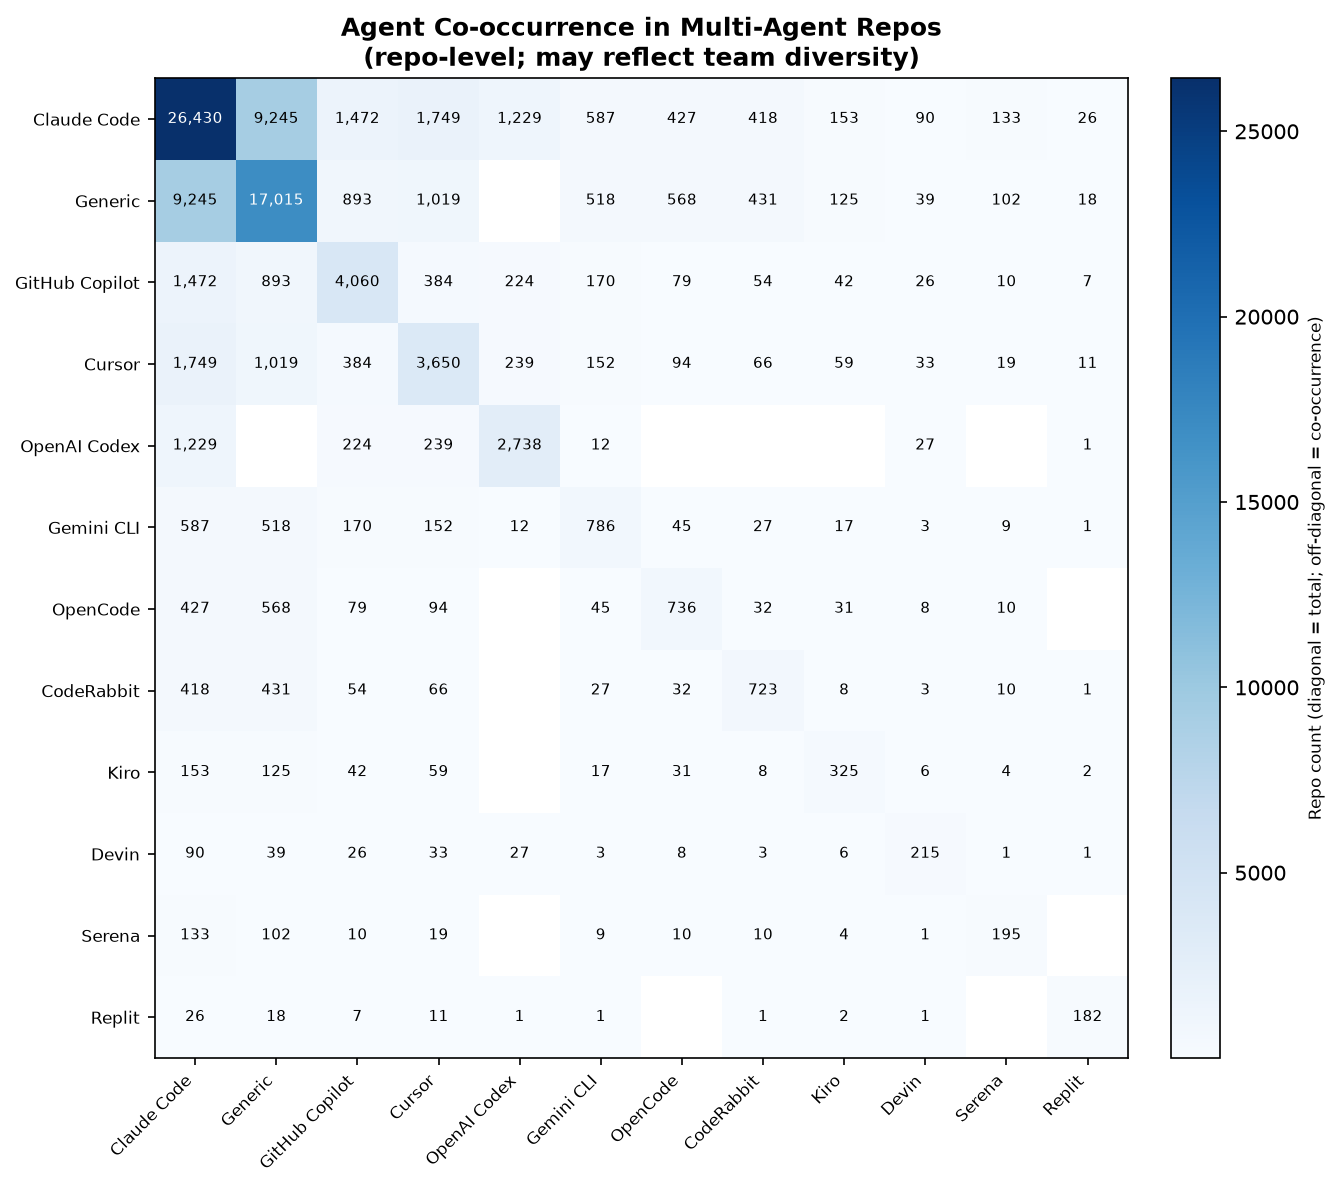 Agent Co-occurrence in Multi-Agent Repos
(repo-level; may reflect team diversity)
Claude Code 26,430 9,245 1,472 1,749 1,229 587 427 418 153 90 133 26
Generic 9,245 17,015 893 1,019 518 568 431 125 39 102 18
GitHub Copilot 1,472 893 4,060 384 224 170 79 54 42 26 10 7
Cursor 1,749 1,019 384 3,650 239 152 94 66 59 33 19 11
OpenAI Codex 1,229 224 239 2,738 12 27 1
Gemini CLI 587 518 170 152 12 786 45 27 17 3 9 1
OpenCode 427 568 79 94 45 736 32 31 8 10
CodeRabbit 418 431 54 66 27 32 723 8 3 10 1
Kiro 153 125 42 59 17 31 8 325 6 4 2
Devin 90 39 26 33 27 3 8 3 6 215 1 1
Serena 133 102 10 19 9 10 10 4 1 195
Replit 26 18 7 11 1 1 1 2 1 182
Claude Code Generic GitHub Copilot Cursor OpenAI Codex Gemini CLI OpenCode CodeRabbit Kiro Devin Serena Replit
25000
20000
15000
10000
5000
Repo count (diagonal = total; off-diagonal = co-occurrence)